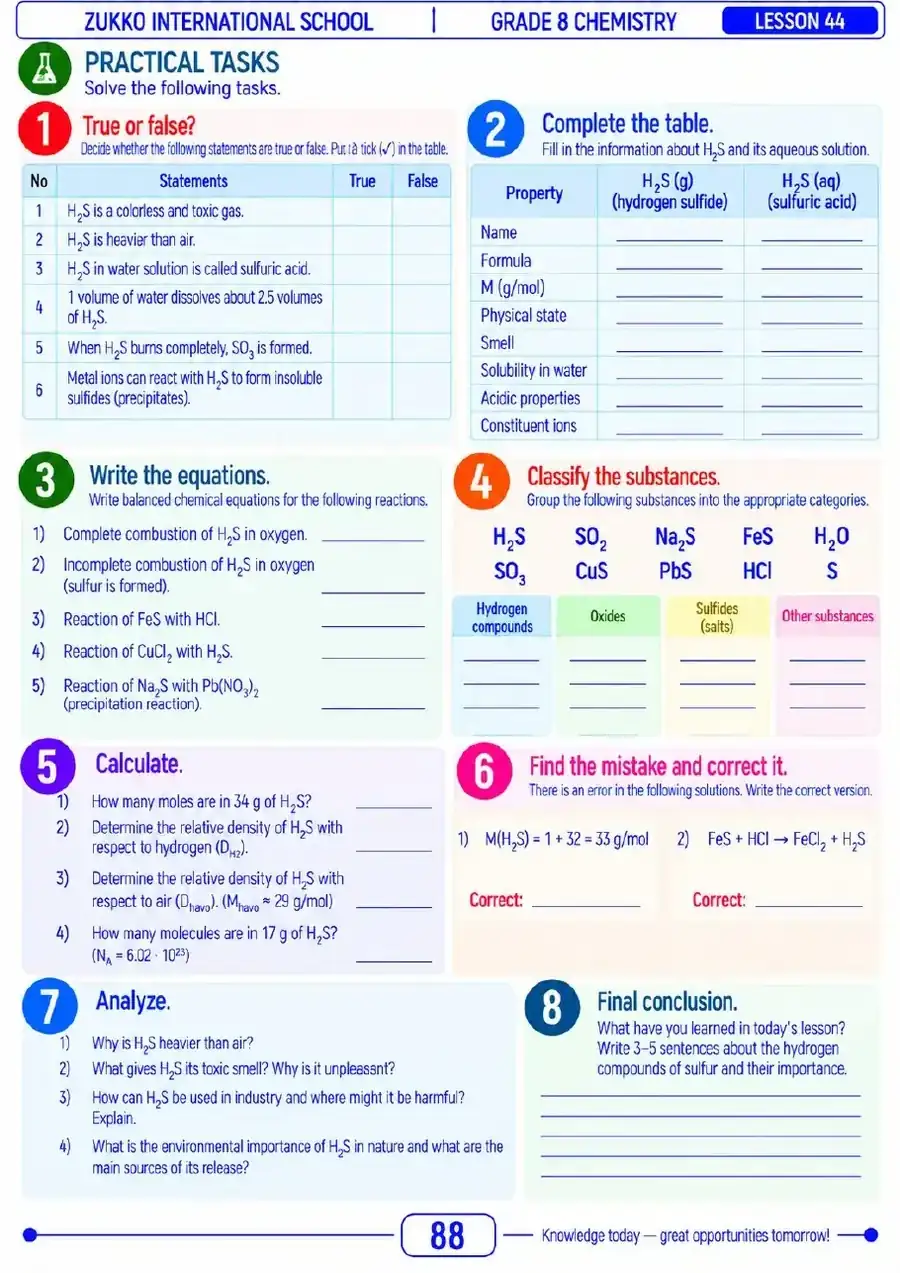 ZUKKO INTERNATIONAL SCHOOL | GRADE 8 CHEMISTRY LESSON 44
PRACTICAL TASKS
Solve the following tasks.
1 True or false?
Decide whether the following statements are true or false. Put a tick (✓) in the table.
No Statements True False
1 H₂S is a colorless and toxic gas.
2 H₂S is heavier than air.
3 H₂S in water solution is called sulfuric acid.
4 1 volume of water dissolves about 2.5 volumes
of H₂S.
5 When H₂S burns completely, SO₃ is formed.
6 Metal ions can react with H₂S to form insoluble
sulfides (precipitates).
2 Complete the table.
Fill in the information about H₂S and its aqueous solution.
Property H₂S (g) H₂S (aq)
(hydrogen sulfide) (sulfuric acid)
Name
Formula
M (g/mol)
Physical state
Smell
Solubility in water
Acidic properties
Constituent ions
3 Write the equations.
Write balanced chemical equations for the following reactions.
1) Complete combustion of H₂S in oxygen.
2) Incomplete combustion of H₂S in oxygen
(sulfur is formed).
3) Reaction of FeS with HCl.
4) Reaction of CuCl₂ with H₂S.
5) Reaction of Na₂S with Pb(NO₃)₂
(precipitation reaction).
4 Classify the substances.
Group the following substances into the appropriate categories.
H₂S SO₂ Na₂S FeS H₂O
SO₃ CuS PbS HCl S
Hydrogen compounds Oxides Sulfides (salts) Other substances
5 Calculate.
1) How many moles are in 34 g of H₂S?
2) Determine the relative density of H₂S with
respect to hydrogen (D_H2).
3) Determine the relative density of H₂S with
respect to air (D_havo). (M_havo ≈ 29 g/mol)
4) How many molecules are in 17 g of H₂S?
(N_A = 6.02 · 10²³)
6 Find the mistake and correct it.
There is an error in the following solutions. Write the correct version.
1) M(H₂S) = 1 + 32 = 33 g/mol 2) FeS + HCl → FeCl₂ + H₂S
Correct: Correct:
7 Analyze.
1) Why is H₂S heavier than air?
2) What gives H₂S its toxic smell? Why is it unpleasant?
3) How can H₂S be used in industry and where might it be harmful?
Explain.
4) What is the environmental importance of H₂S in nature and what are the
main sources of its release?
8 Final conclusion.
What have you learned in today's lesson?
Write 3–5 sentences about the hydrogen
compounds of sulfur and their importance.
88 Knowledge today — great opportunities tomorrow!